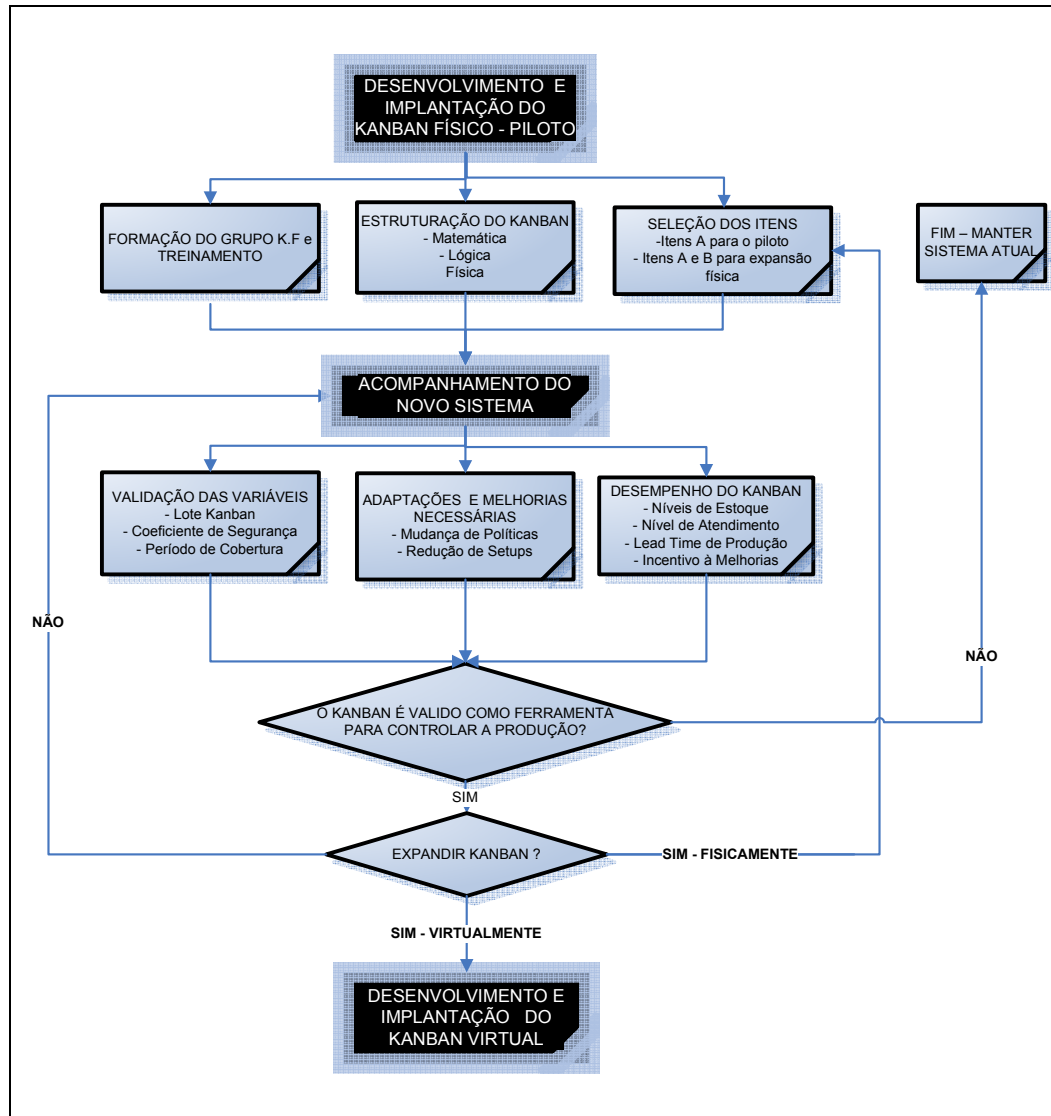 DESENVOLVIMENTO E
IMPLANTAÇÃO DO
KANBAN FÍSICO - PILOTO
FORMAÇÃO DO GRUPO K.F e
TREINAMENTO
ESTRUTURAÇÃO DO KANBAN
- Matemática
- Lógica
Física
SELEÇÃO DOS ITENS
-Itens A para o piloto
- Itens A e B para expansão
física
FIM – MANTER
SISTEMA ATUAL
ACOMPANHAMENTO DO
NOVO SISTEMA
VALIDAÇÃO DAS VARIÁVEIS
- Lote Kanban
- Coeficiente de Segurança
- Período de Cobertura
ADAPTAÇÕES E MELHORIAS
NECESSÁRIAS
- Mudança de Políticas
- Redução de Setups
DESEMPENHO DO KANBAN
- Níveis de Estoque
- Nível de Atendimento
- Lead Time de Produção
- Incentivo à Melhorias
NÃO
NÃO
O KANBAN É VALIDO COMO FERRAMENTA
PARA CONTROLAR A PRODUÇÃO?
SIM
EXPANDIR KANBAN ?
SIM - FISICAMENTE
SIM - VIRTUALMENTE
DESENVOLVIMENTO E
IMPLANTAÇÃO DO
KANBAN VIRTUAL